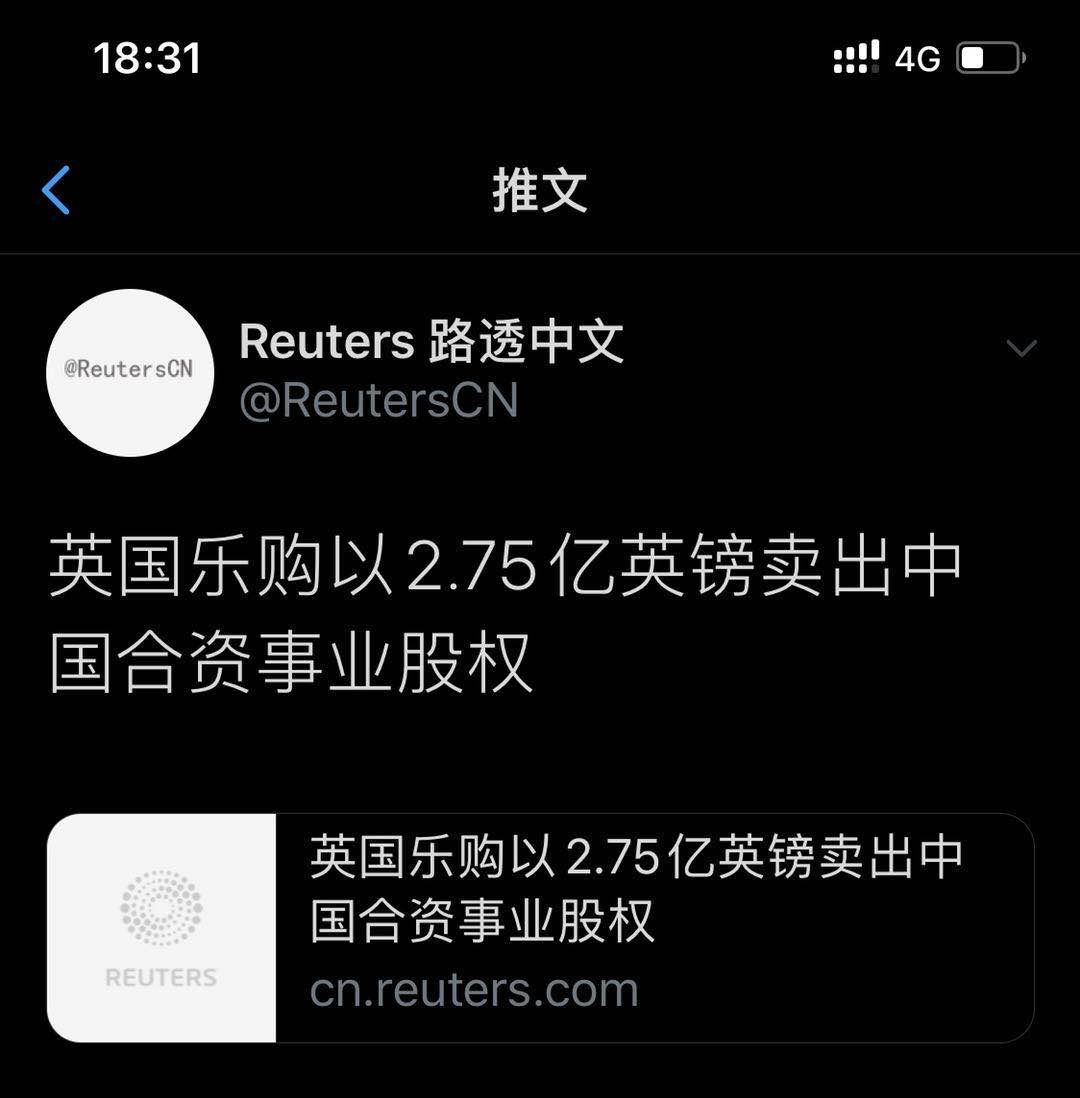 18:31
4G
推文
@ReutersCN
Reuters 路透中文
@ReutersCN
英国乐购以2.75亿英镑卖出中
国合资事业股权
REUTERS
英国乐购以2.75亿英镑卖出中
国合资事业股权
cn.reuters.com